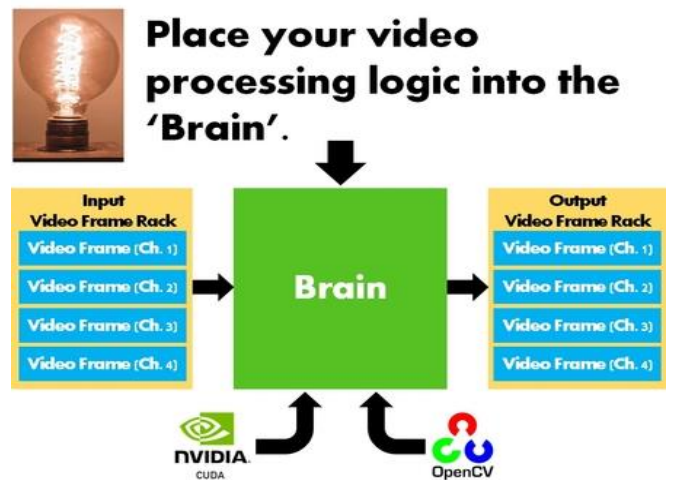 Place your video
processing logic into the
‘Brain’.
Input
Video Frame Rack
Video Frame (Ch. 1)
Video Frame (Ch. 2)
Video Frame (Ch. 3)
Video Frame (Ch. 4)
Brain
Output
Video Frame Rack
Video Frame (Ch. 1)
Video Frame (Ch. 2)
Video Frame (Ch. 3)
Video Frame (Ch. 4)
NVIDIA.
CUDA
OpenCV